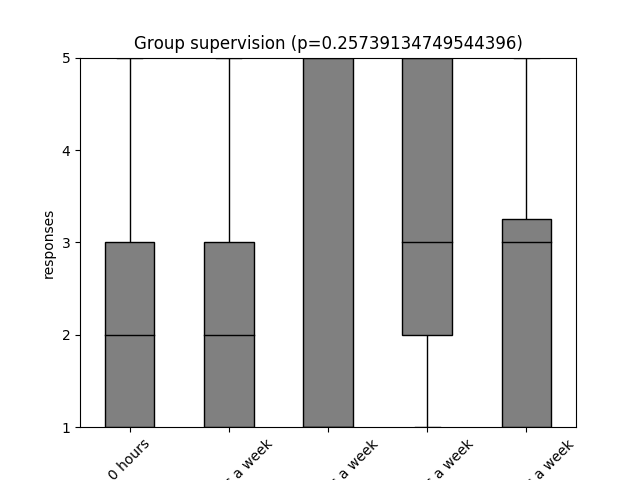 Group supervision (p=0.25739134749544396)
responses
5
4
3
2
1
0 hours
a week
a week
a week
a week